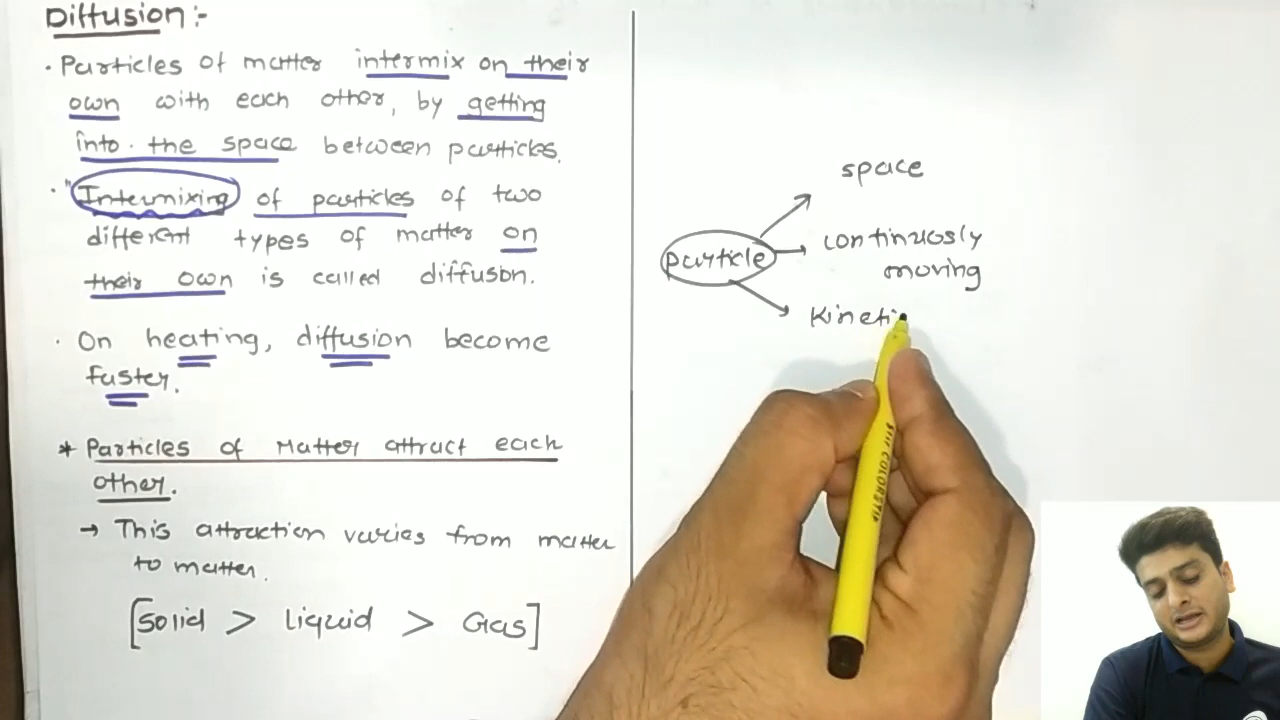 Diffusion :-
· Particles of matter intermix on their
own with each other, by getting
into the space between particles.
· "Intermixing of particles of two
different types of matter on
their own is called diffusion.
· On heating, diffusion become
faster.
* Particles of Matter attract each
other.
→ This attraction varies from matter
to matter.
[Solid > Liquid > Gas]
space
particle
continuosly
moving
Kineti